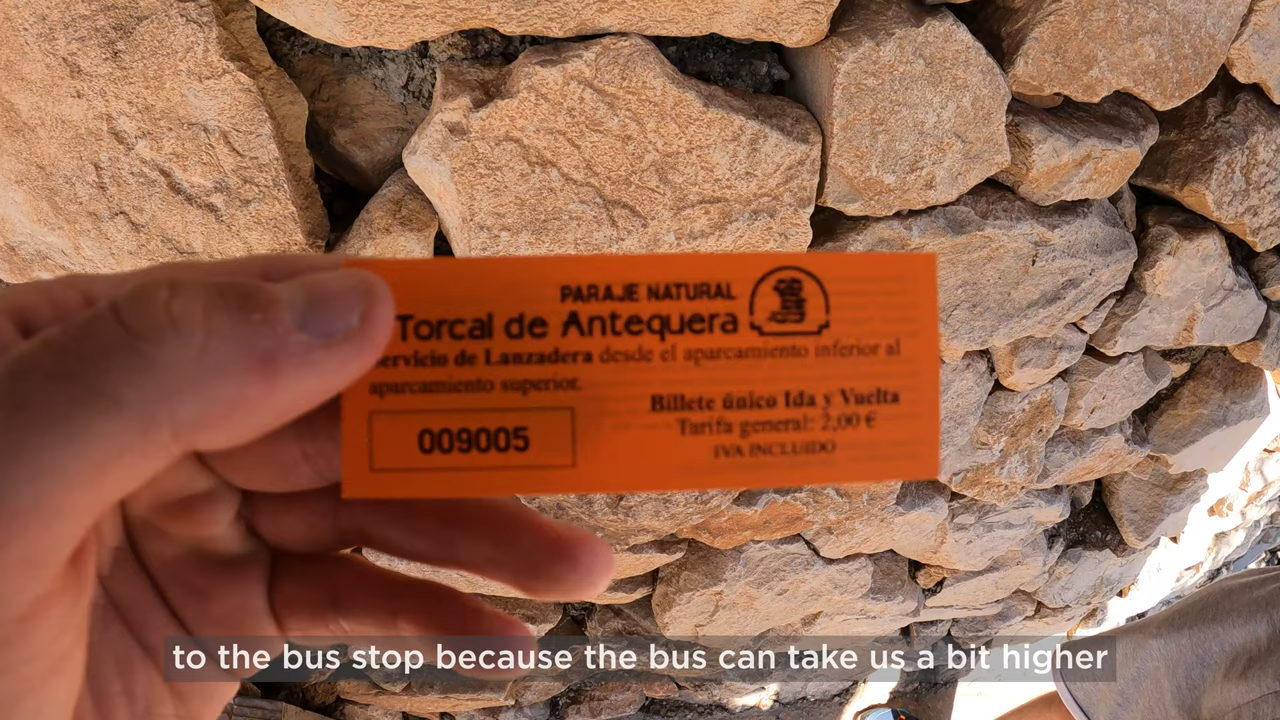 PARAJE NATURAL
Torcal de Antequera
ervicio de Lanzadera desde el aparcamiento inferior al
aparcamiento superior.
Billete único Ida y Vuelta
Tarifa general: 2,00 €
IVA INCLUIDO
009005
to the bus stop because the bus can take us a bit higher